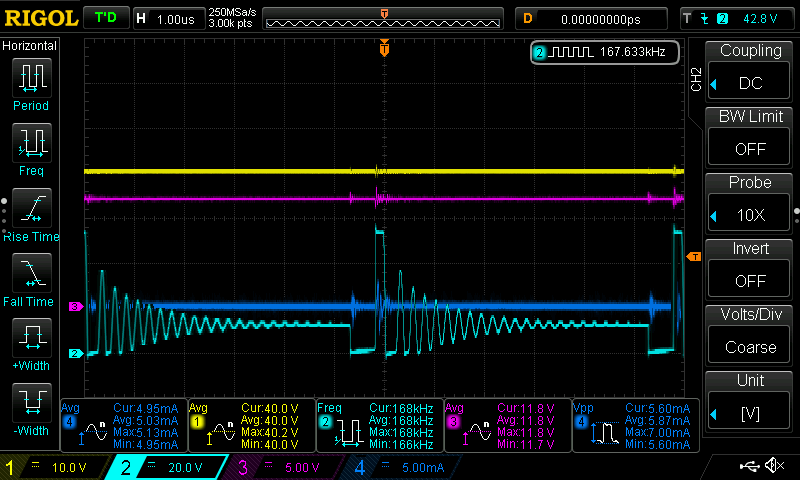 RIGOL T'D H 1.00us 250MSa/s 3.00k pts D 0.00000000ps T 2 42.8 V
Horizontal
Period
Freq
Rise Time
Fall Time
+Width
-Width
T
2 167.633kHz
T
3
2
CH2
Coupling
DC
BW Limit
OFF
Probe
10X
Invert
OFF
Volts/Div
Coarse
Unit
[V]
Avg 4 n Cur:4.95mA
Avg:5.03mA
Max:5.13mA
Min:4.95mA
Avg 1 n Cur:40.0 V
Avg:40.0 V
Max:40.2 V
Min:40.0 V
Freq 2 Cur:168kHz
Avg:168kHz
Max:168kHz
Min:166kHz
Avg 3 n Cur:11.8 V
Avg:11.8 V
Max:11.8 V
Min:11.7 V
Vpp 4 Cur:5.60mA
Avg:5.87mA
Max:7.00mA
Min:5.60mA
1 10.0 V 2 20.0 V 3 5.00 V 4 5.00mA